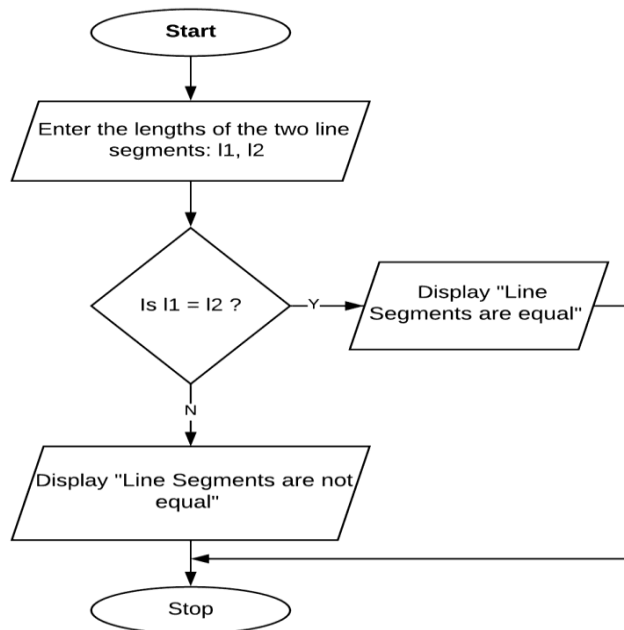 Start
Enter the lengths of the two line
segments: l1, l2
Is l1 = l2 ?
Y
Display "Line
Segments are equal"
N
Display "Line Segments are not
equal"
Stop